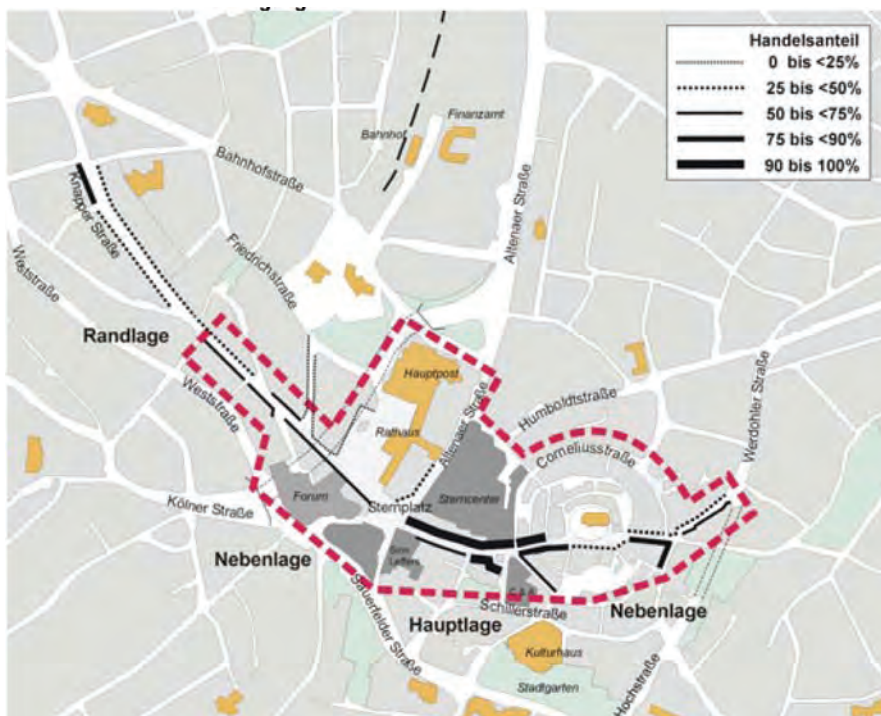 Handelsanteil
0 bis <25%
25 bis <50%
50 bis <75%
75 bis <90%
90 bis 100%
Finanzamt
Bahnhof
Bahnhofstraße
Altenaer Straße
Knapper Straße
Weststraße
Friedrichstraße
Randlage
Weststraße
Hauptpost
Humboldtstraße
Werdohler Straße
Rathaus
Altenaer Straße
Corneliusstraße
Forum
Sterncenter
Kölner Straße
Sternplatz
Nebenlage
Sinn
Leffers
C & A
Schillerstraße
Nebenlage
Sauerfelder Straße
Hauptlage
Kulturhaus
Stadtgarten
Hochstraße